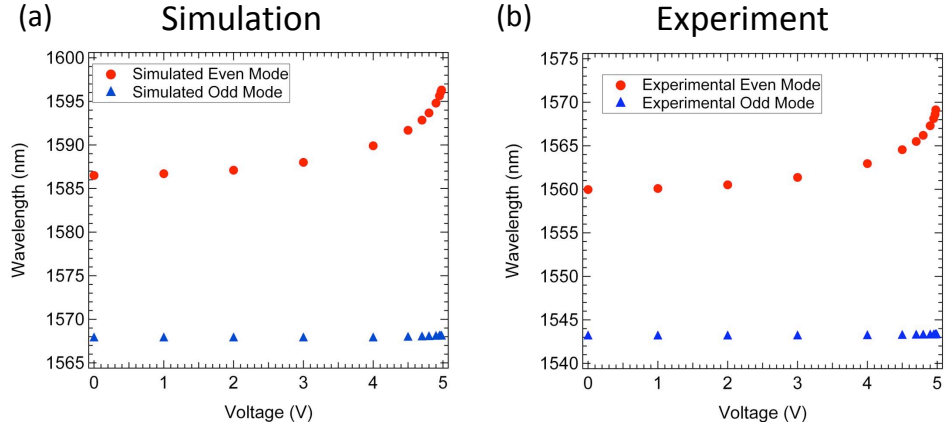 (a) Simulation
Wavelength (nm)
1600
1595
1590
1585
1580
1575
1570
1565
Simulated Even Mode
Simulated Odd Mode
0 1 2 3 4 5
Voltage (V)
(b) Experiment
Wavelength (nm)
1575
1570
1565
1560
1555
1550
1545
1540
Experimental Even Mode
Experimental Odd Mode
0 1 2 3 4 5
Voltage (V)